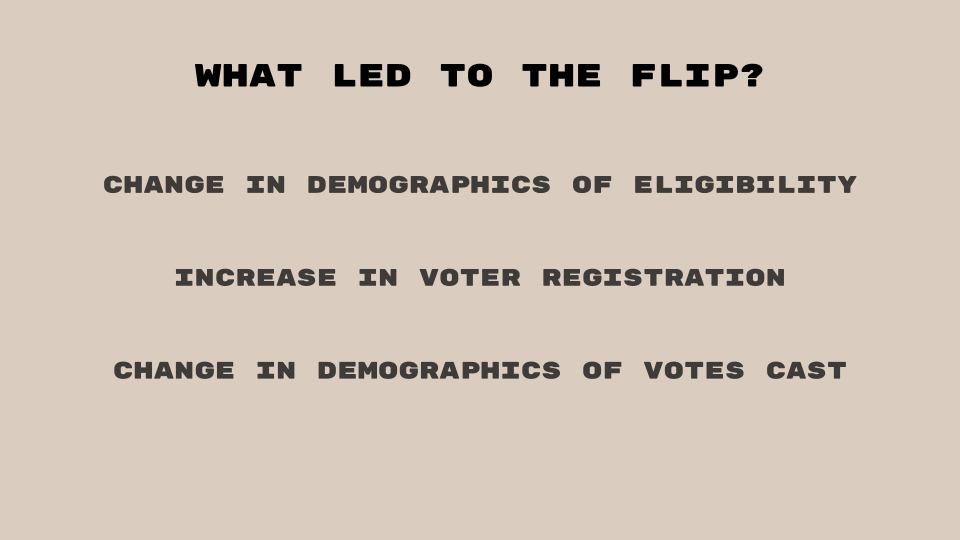 WHAT LED TO THE FLIP?
CHANGE IN DEMOGRAPHICS OF ELIGIBILITY
INCREASE IN VOTER REGISTRATION
CHANGE IN DEMOGRAPHICS OF VOTES CAST